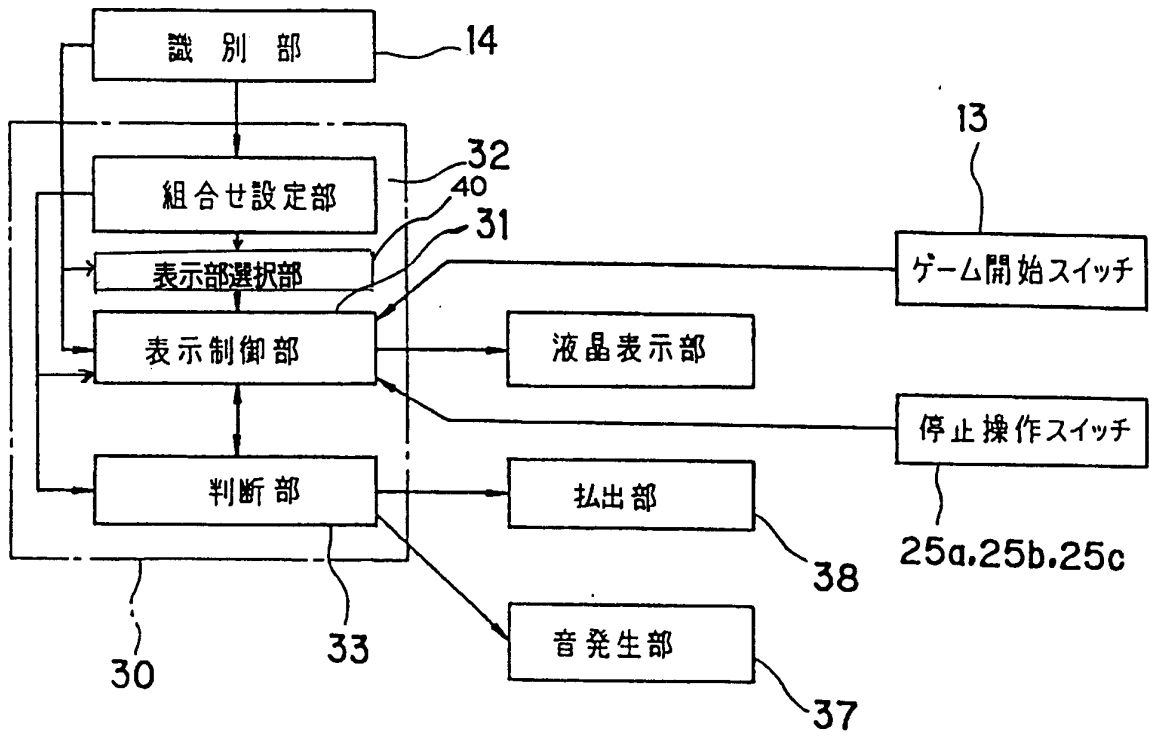 識別部
14
組合せ設定部
32
40
表示部選択部
31
表示制御部
13
ゲーム開始スイッチ
液晶表示部
停止操作スイッチ
25a.25b.25c
判断部
33
払出部
38
30
音発生部
37